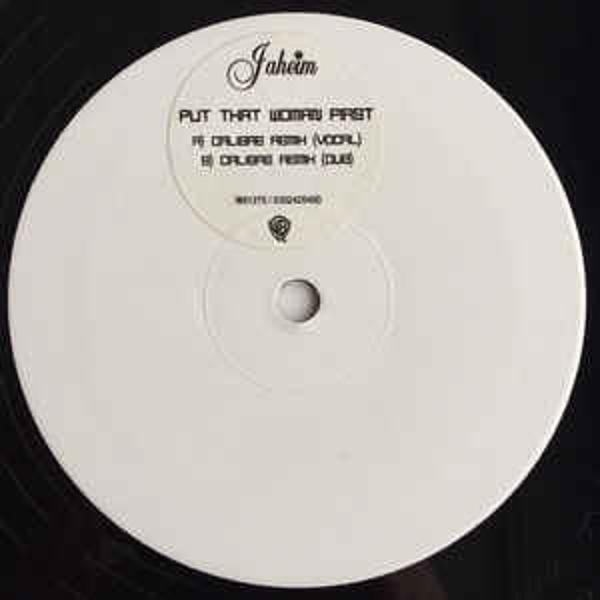 Jaheim
PUT THAT WOMAN FIRST
A) CALIBRE REMIX (VOCAL)
B) CALIBRE REMIX (DUB)